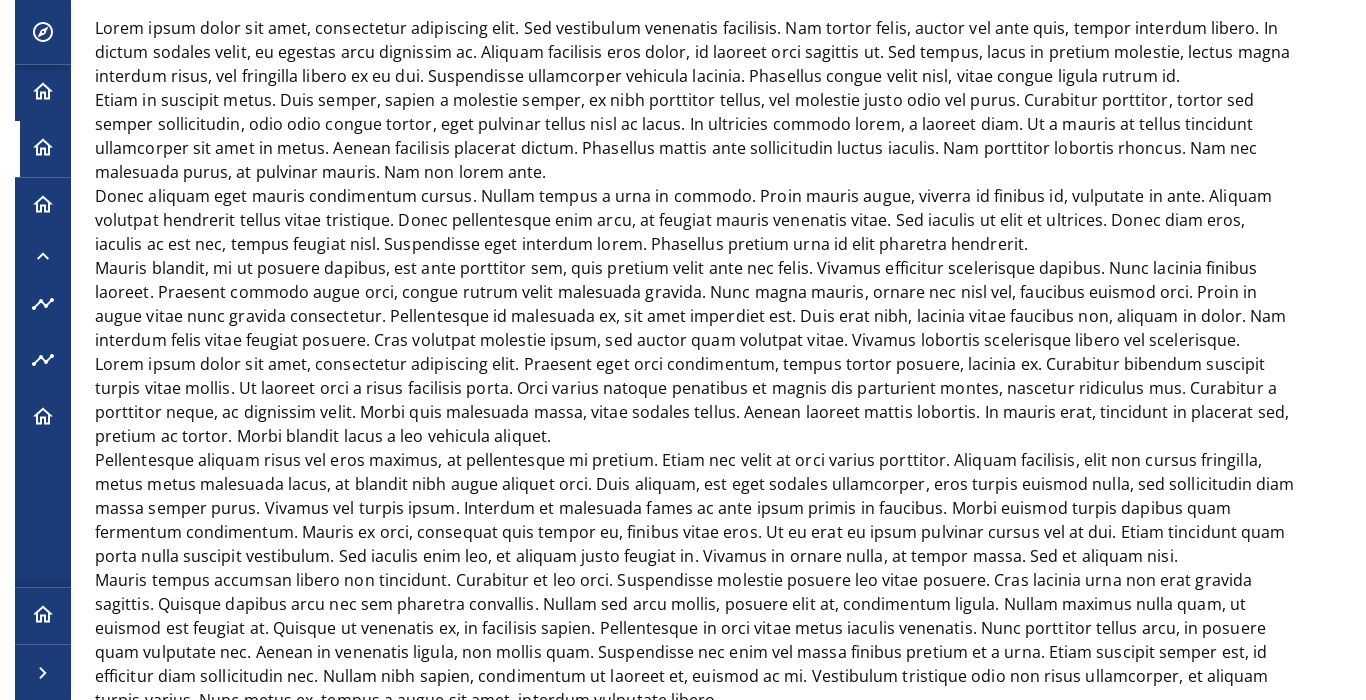 Lorem ipsum dolor sit amet, consectetur adipiscing elit. Sed vestibulum venenatis facilisis. Nam tortor felis, auctor vel ante quis, tempor interdum libero. In
dictum sodales velit, eu egestas arcu dignissim ac. Aliquam facilisis eros dolor, id laoreet orci sagittis ut. Sed tempus, lacus in pretium molestie, lectus magna
interdum risus, vel fringilla libero ex eu dui. Suspendisse ullamcorper vehicula lacinia. Phasellus congue velit nisl, vitae congue ligula rutrum id.
Etiam in suscipit metus. Duis semper, sapien a molestie semper, ex nibh porttitor tellus, vel molestie justo odio vel purus. Curabitur porttitor, tortor sed
semper sollicitudin, odio odio congue tortor, eget pulvinar tellus nisl ac lacus. In ultricies commodo lorem, a laoreet diam. Ut a mauris at tellus tincidunt
ullamcorper sit amet in metus. Aenean facilisis placerat dictum. Phasellus mattis ante sollicitudin luctus iaculis. Nam porttitor lobortis rhoncus. Nam nec
malesuada purus, at pulvinar mauris. Nam non lorem ante.
Donec aliquam eget mauris condimentum cursus. Nullam tempus a urna in commodo. Proin mauris augue, viverra id finibus id, vulputate in ante. Aliquam
volutpat hendrerit tellus vitae tristique. Donec pellentesque enim arcu, at feugiat mauris venenatis vitae. Sed iaculis ut elit et ultrices. Donec diam eros,
iaculis ac est nec, tempus feugiat nisl. Suspendisse eget interdum lorem. Phasellus pretium urna id elit pharetra hendrerit.
Mauris blandit, mi ut posuere dapibus, est ante porttitor sem, quis pretium velit ante nec felis. Vivamus efficitur scelerisque dapibus. Nunc lacinia finibus
laoreet. Praesent commodo augue orci, congue rutrum velit malesuada gravida. Nunc magna mauris, ornare nec nisl vel, faucibus euismod orci. Proin in
augue vitae nunc gravida consectetur. Pellentesque id malesuada ex, sit amet imperdiet est. Duis erat nibh, lacinia vitae faucibus non, aliquam in dolor. Nam
interdum felis vitae feugiat posuere. Cras volutpat molestie ipsum, sed auctor quam volutpat vitae. Vivamus lobortis scelerisque libero vel scelerisque.
Lorem ipsum dolor sit amet, consectetur adipiscing elit. Praesent eget orci condimentum, tempus tortor posuere, lacinia ex. Curabitur bibendum suscipit
turpis vitae mollis. Ut laoreet orci a risus facilisis porta. Orci varius natoque penatibus et magnis dis parturient montes, nascetur ridiculus mus. Curabitur a
porttitor neque, ac dignissim velit. Morbi quis malesuada massa, vitae sodales tellus. Aenean laoreet mattis lobortis. In mauris erat, tincidunt in placerat sed,
pretium ac tortor. Morbi blandit lacus a leo vehicula aliquet.
Pellentesque aliquam risus vel eros maximus, at pellentesque mi pretium. Etiam nec velit at orci varius porttitor. Aliquam facilisis, elit non cursus fringilla,
metus metus malesuada lacus, at blandit nibh augue aliquet orci. Duis aliquam, est eget sodales ullamcorper, eros turpis euismod nulla, sed sollicitudin diam
massa semper purus. Vivamus vel turpis ipsum. Interdum et malesuada fames ac ante ipsum primis in faucibus. Morbi euismod turpis dapibus quam
fermentum condimentum. Mauris ex orci, consequat quis tempor eu, finibus vitae eros. Ut eu erat eu ipsum pulvinar cursus vel at dui. Etiam tincidunt quam
porta nulla suscipit vestibulum. Sed iaculis enim leo, et aliquam justo feugiat in. Vivamus in ornare nulla, at tempor massa. Sed et aliquam nisi.
Mauris tempus accumsan libero non tincidunt. Curabitur et leo orci. Suspendisse molestie posuere leo vitae posuere. Cras lacinia urna non erat gravida
sagittis. Quisque dapibus arcu nec sem pharetra convallis. Nullam sed arcu mollis, posuere elit at, condimentum ligula. Nullam maximus nulla quam, ut
euismod est feugiat at. Quisque ut venenatis ex, in facilisis sapien. Pellentesque in orci vitae metus iaculis venenatis. Nunc porttitor tellus arcu, in posuere
quam vulputate nec. Aenean in venenatis ligula, non mollis quam. Suspendisse nec enim vel massa finibus pretium et a urna. Etiam suscipit semper est, id
efficitur diam sollicitudin nec. Nullam nibh sapien, condimentum ut laoreet et, euismod ac mi. Vestibulum tristique odio non risus ullamcorper, et aliquam
turpis varius. Nunc metus ex, tempus a augue sit amet, interdum vulputate libero.